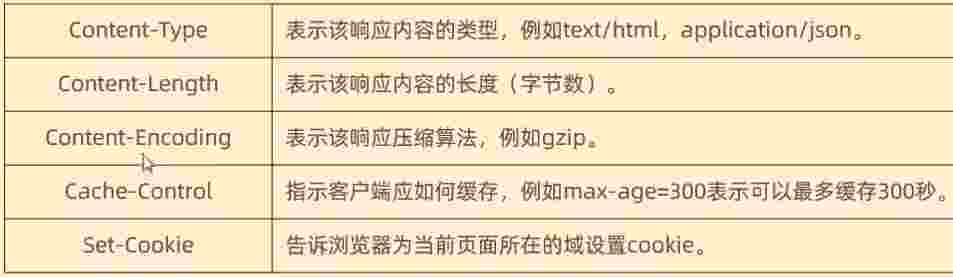 Content-Type 表示该响应内容的类型，例如text/html，application/json。
Content-Length 表示该响应内容的长度（字节数）。
Content-Encoding 表示该响应压缩算法，例如gzip。
Cache-Control 指示客户端应如何缓存，例如max-age=300表示可以最多缓存300秒。
Set-Cookie 告诉浏览器为当前页面所在的域设置cookie。